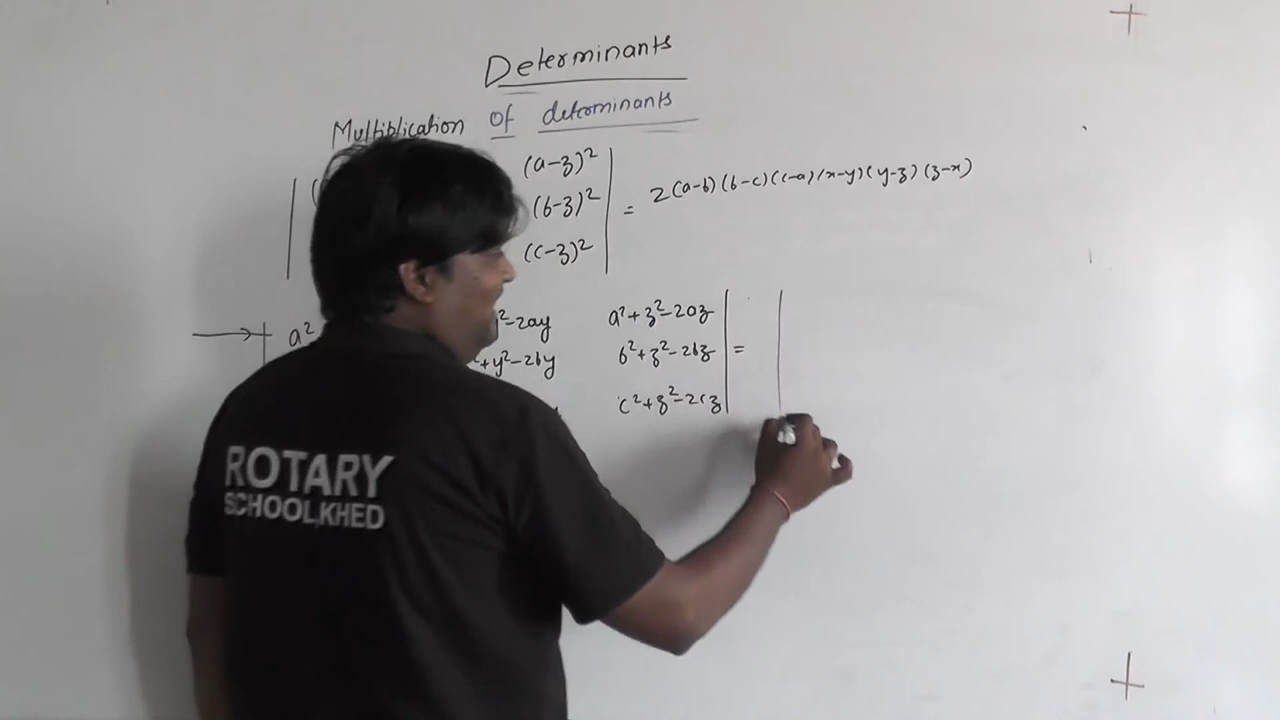 Determinants
Multiplication of determinants
(a-z)²
(b-z)² = 2(a-b)(b-c)(c-a)(x-y)(y-z)(z-x)
(c-z)²
a² ²-2ay a²+z²-2az
+y²-2by b²+z²-2bz =
c²+z²-2cz
ROTARY
SCHOOL,KHED